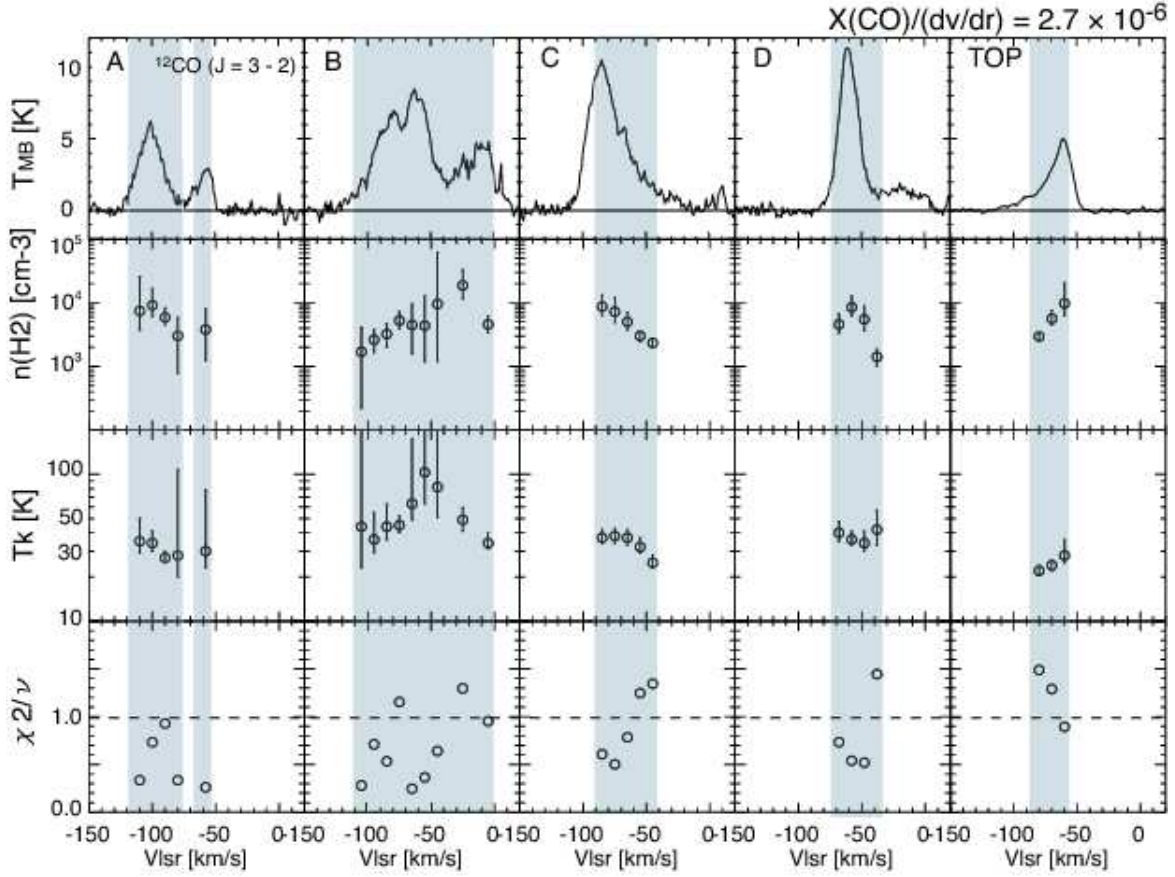 X(CO)/(dv/dr) = 2.7 × 10⁻⁶
A ¹²CO (J = 3 - 2) B C D TOP
TMB [K]
10
5
0
n(H2) [cm-3]
10⁵
10⁴
10³
Tk [K]
100
50
30
10
χ2/ν
1.0
0.0
-150 -100 -50 0 -150 -100 -50 0 -150 -100 -50 0 -150 -100 -50 0 -150 -100 -50 0
Vlsr [km/s] Vlsr [km/s] Vlsr [km/s] Vlsr [km/s] Vlsr [km/s]